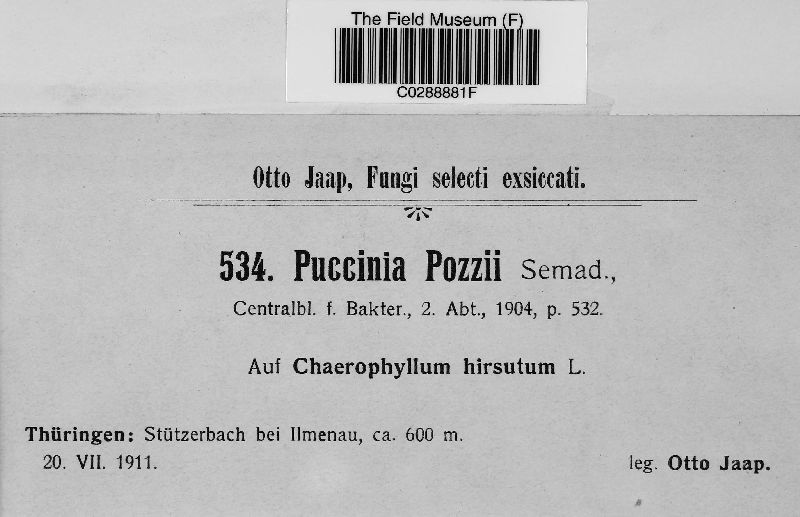 The Field Museum (F)
C0288881F
Otto Jaap, Fungi selecti exsiccati.
534. Puccinia Pozzii Semad.,
Centralbl. f. Bakter., 2. Abt., 1904, p. 532.
Auf Chaerophyllum hirsutum L.
Thüringen: Stützerbach bei Ilmenau, ca. 600 m.
20. VII. 1911.
leg. Otto Jaap.